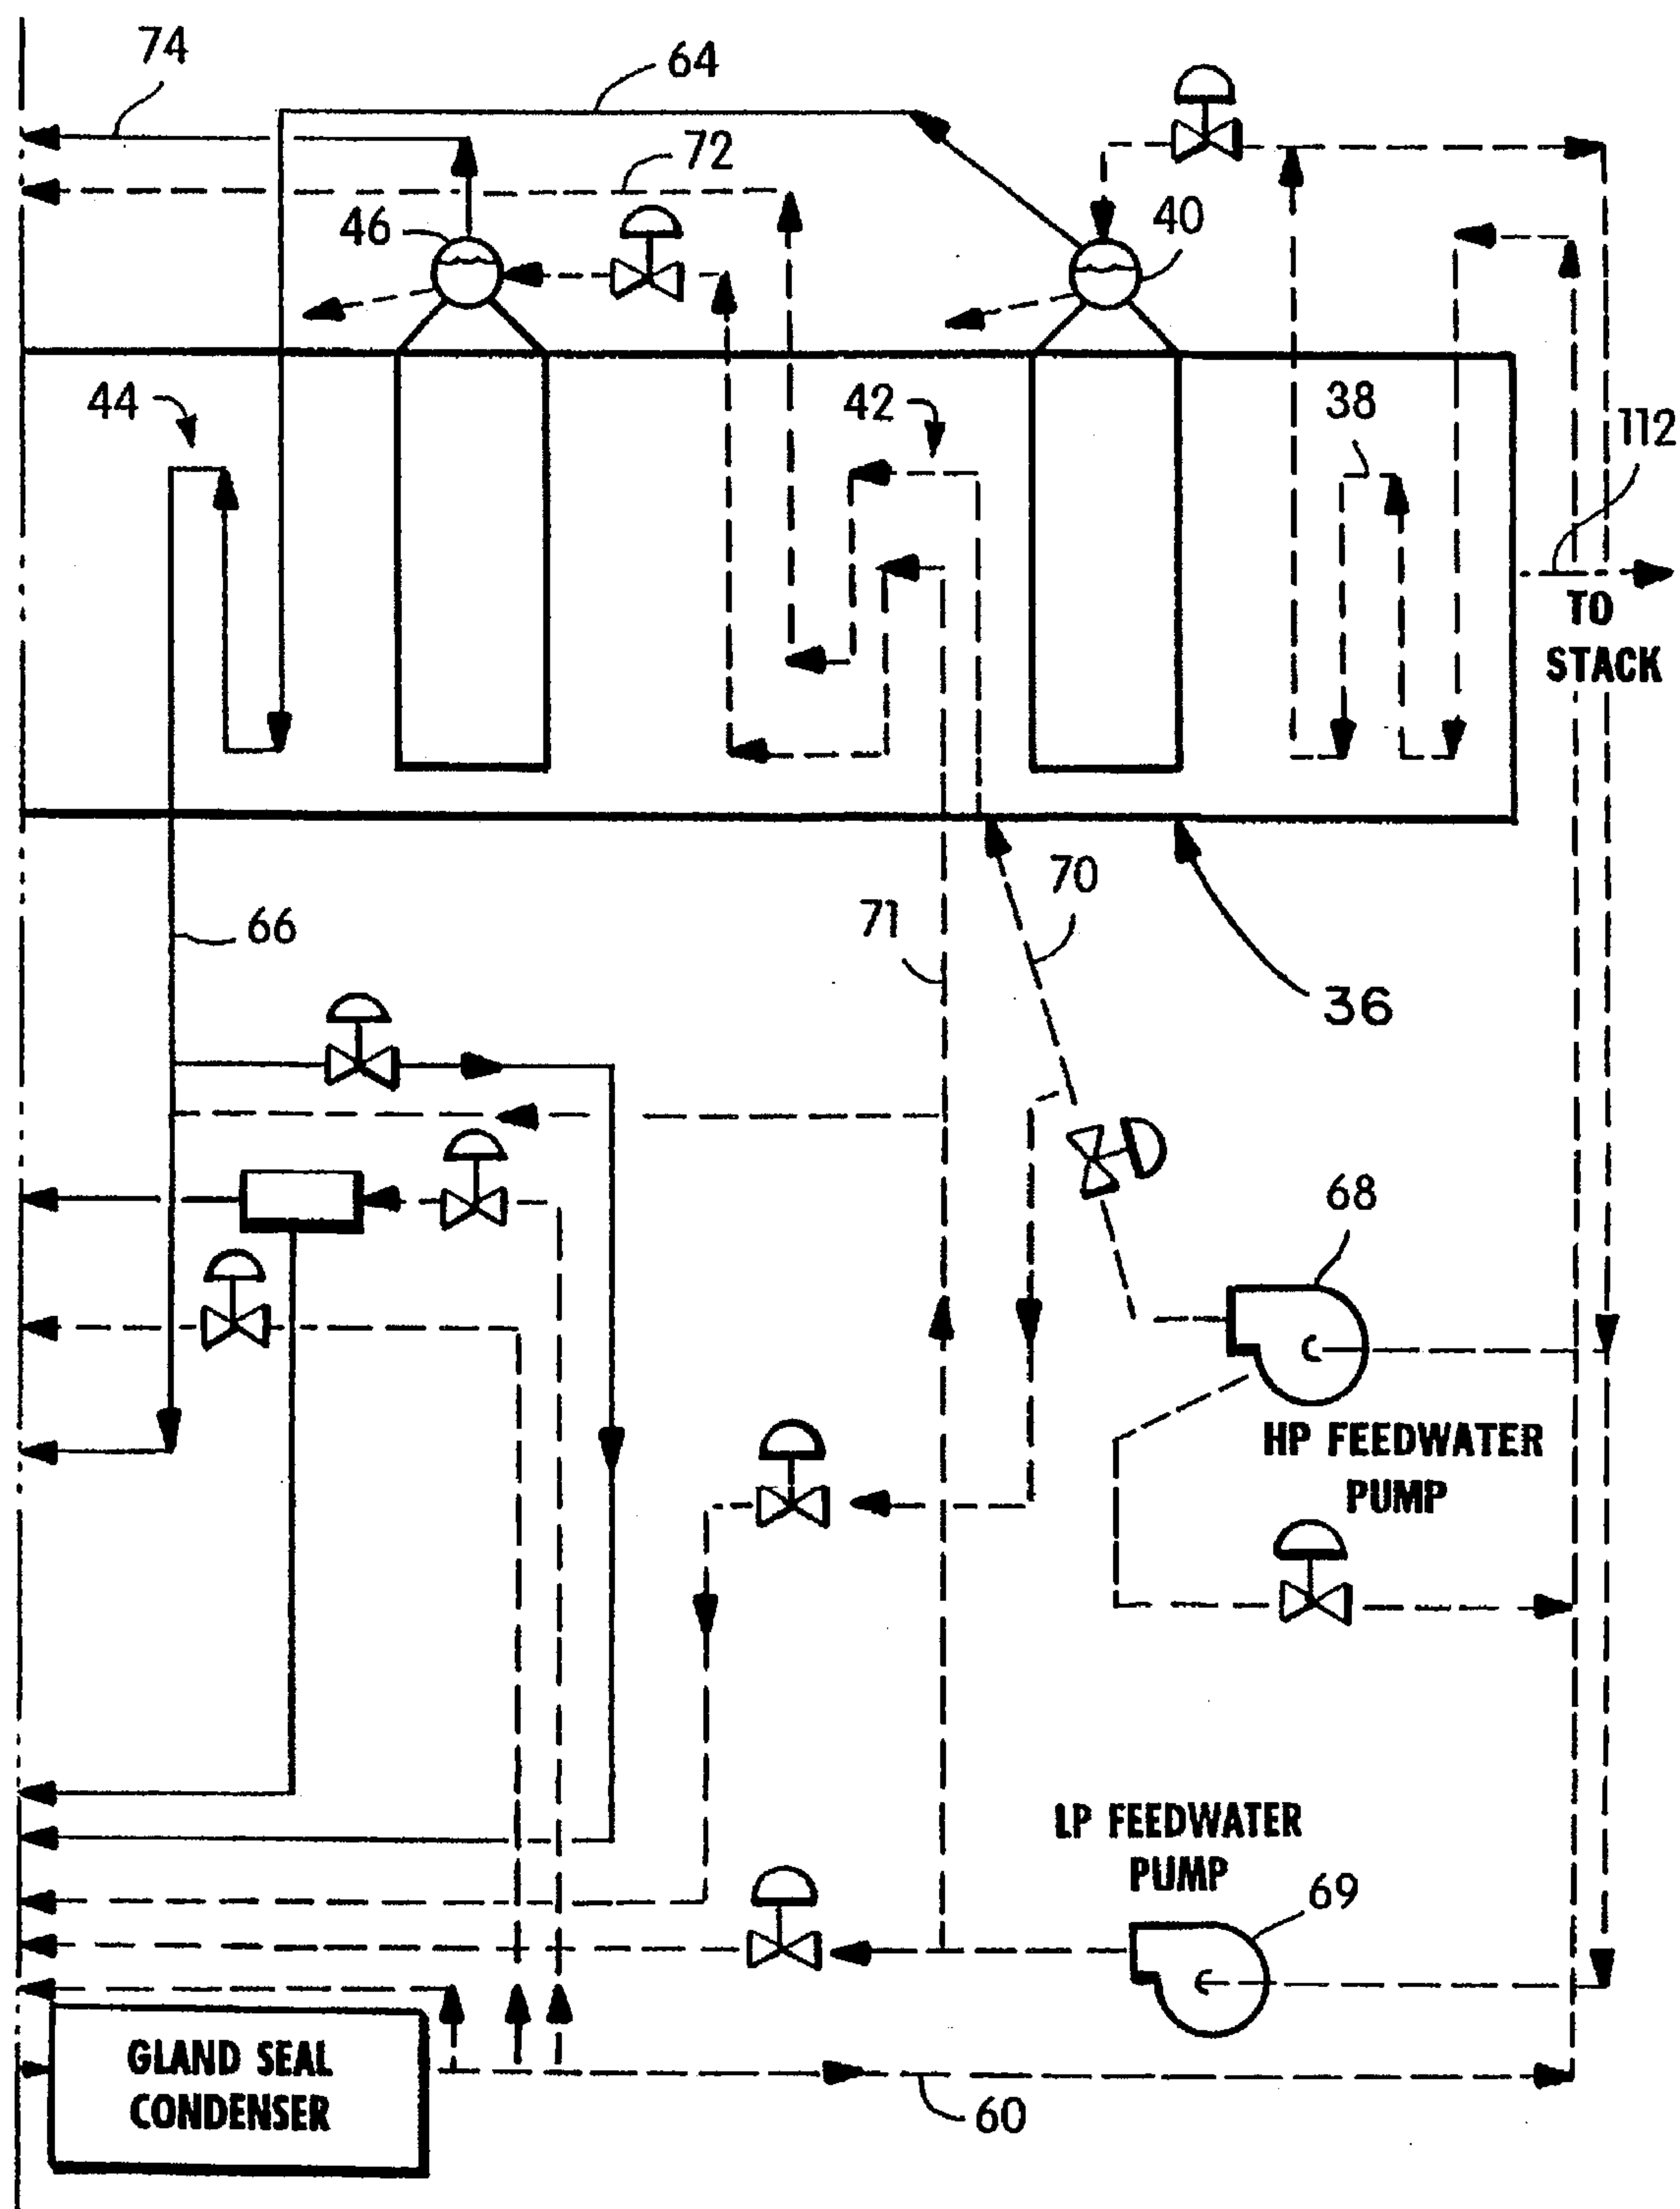 74
64
72
46
40
44
42
38
112
TO
STACK
70
71
66
36
68
HP FEEDWATER
PUMP
LP FEEDWATER
PUMP
69
GLAND SEAL
CONDENSER
60